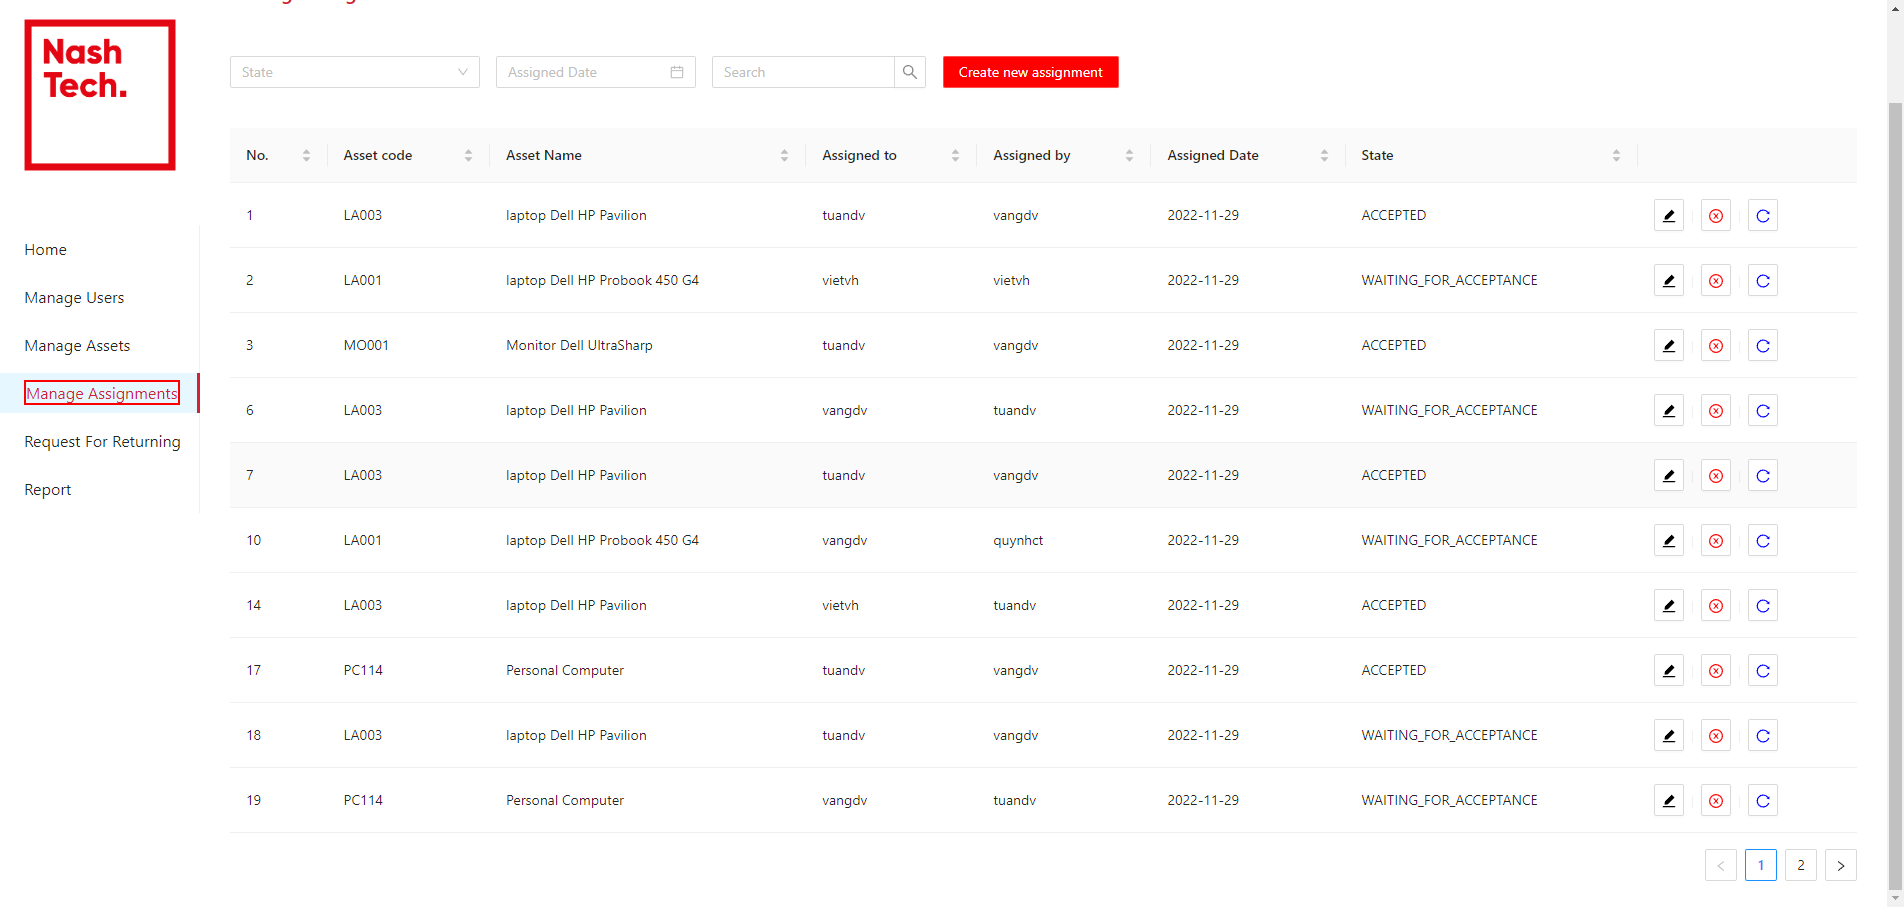 Nash
Tech.
State
Assigned Date
Search
Create new assignment
No. Asset code Asset Name Assigned to Assigned by Assigned Date State
1 LA003 laptop Dell HP Pavilion tuandv vangdv 2022-11-29 ACCEPTED
2 LA001 laptop Dell HP Probook 450 G4 vietvh vietvh 2022-11-29 WAITING_FOR_ACCEPTANCE
3 MO001 Monitor Dell UltraSharp tuandv vangdv 2022-11-29 ACCEPTED
6 LA003 laptop Dell HP Pavilion vangdv tuandv 2022-11-29 WAITING_FOR_ACCEPTANCE
7 LA003 laptop Dell HP Pavilion tuandv vangdv 2022-11-29 ACCEPTED
10 LA001 laptop Dell HP Probook 450 G4 vangdv quynhct 2022-11-29 WAITING_FOR_ACCEPTANCE
14 LA003 laptop Dell HP Pavilion vietvh tuandv 2022-11-29 ACCEPTED
17 PC114 Personal Computer tuandv vangdv 2022-11-29 ACCEPTED
18 LA003 laptop Dell HP Pavilion tuandv vangdv 2022-11-29 WAITING_FOR_ACCEPTANCE
19 PC114 Personal Computer vangdv tuandv 2022-11-29 WAITING_FOR_ACCEPTANCE
Home
Manage Users
Manage Assets
Manage Assignments
Request For Returning
Report
< 1 2 >